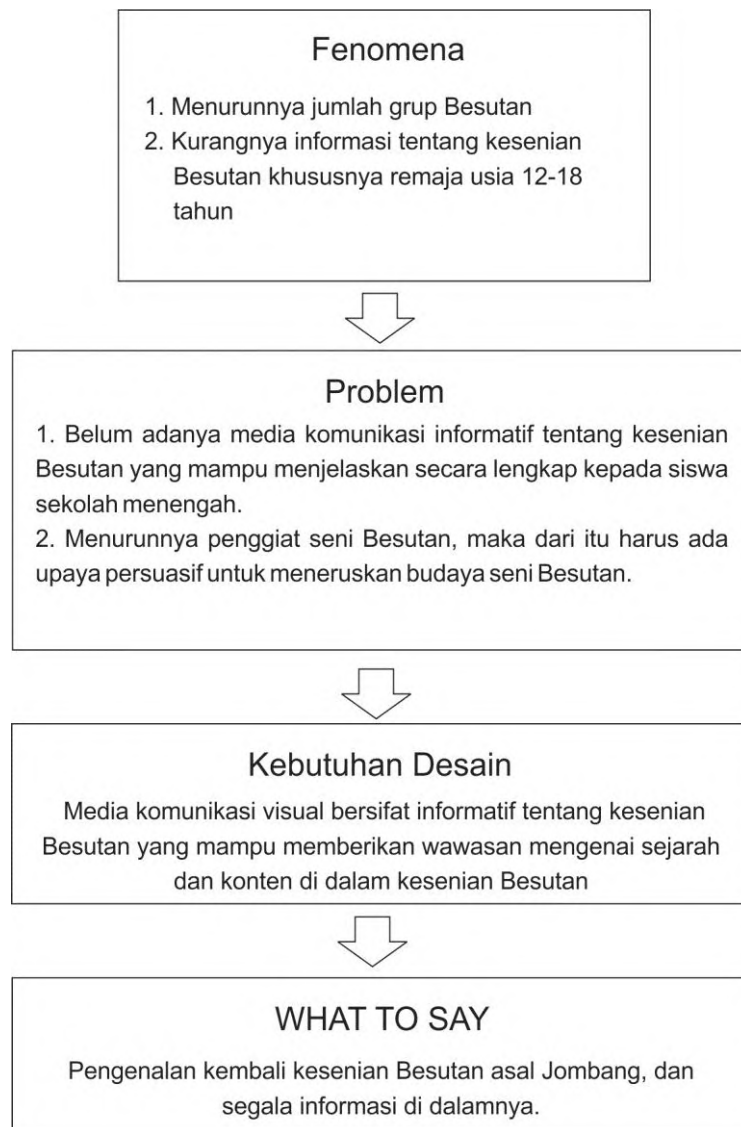 Fenomena
1. Menurunnya jumlah grup Besutan
2. Kurangnya informasi tentang kesenian
Besutan khususnya remaja usia 12-18
tahun
Problem
1. Belum adanya media komunikasi informatif tentang kesenian
Besutan yang mampu menjelaskan secara lengkap kepada siswa
sekolah menengah.
2. Menurunnya penggiat seni Besutan, maka dari itu harus ada
upaya persuasif untuk meneruskan budaya seni Besutan.
Kebutuhan Desain
Media komunikasi visual bersifat informatif tentang kesenian
Besutan yang mampu memberikan wawasan mengenai sejarah
dan konten di dalam kesenian Besutan
WHAT TO SAY
Pengenalan kembali kesenian Besutan asal Jombang, dan
segala informasi di dalamnya.